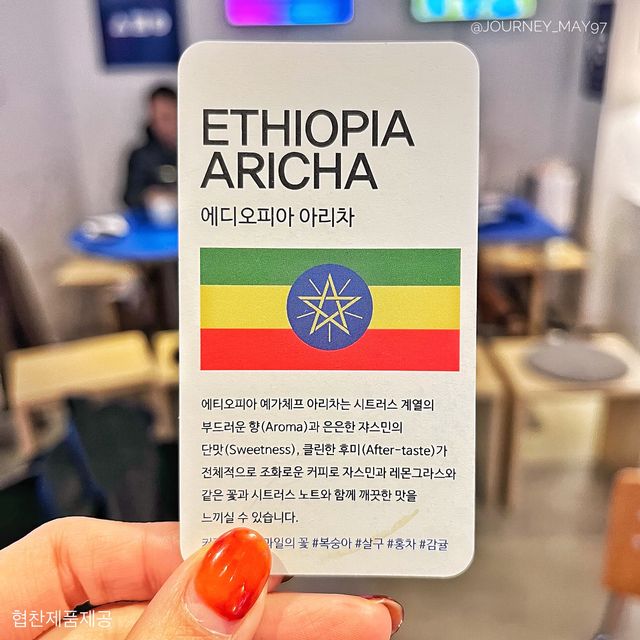 @JOURNEY_MAY97
ETHIOPIA
ARICHA
에디오피아 아리차
에티오피아 예가체프 아리차는 시트러스 계열의
부드러운 향(Aroma)과 은은한 쟈스민의
단맛(Sweetness), 클린한 후미(After-taste)가
전체적으로 조화로운 커피로 자스민과 레몬그라스와
같은 꽃과 시트러스 노트와 함께 깨끗한 맛을
느끼실 수 있습니다.
꽃 #복숭아 #살구 #홍차 #감귤
협찬제품제공